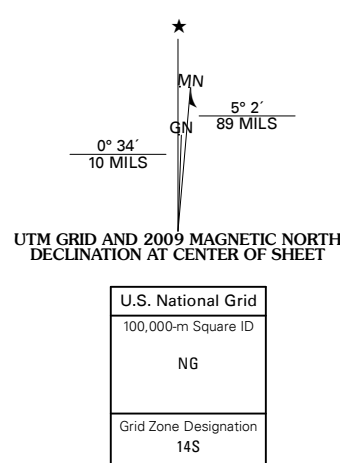 ★
MN
5° 2´
89 MILS
GN
0° 34´
10 MILS
UTM GRID AND 2009 MAGNETIC NORTH
DECLINATION AT CENTER OF SHEET
U.S. National Grid
100,000-m Square ID
NG
Grid Zone Designation
14S